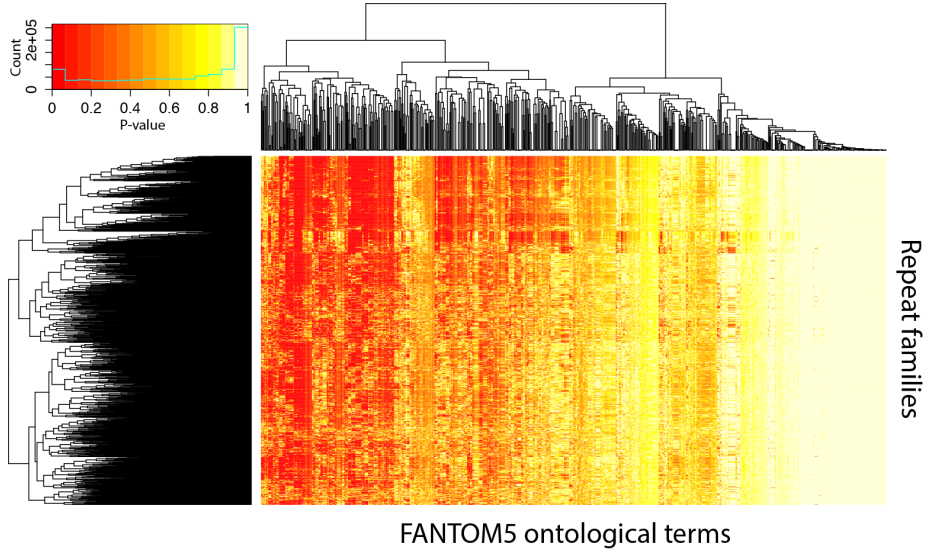 Count
0
2e+05
0 0.2 0.4 0.6 0.8 1
P-value
Repeat families
FANTOM5 ontological terms